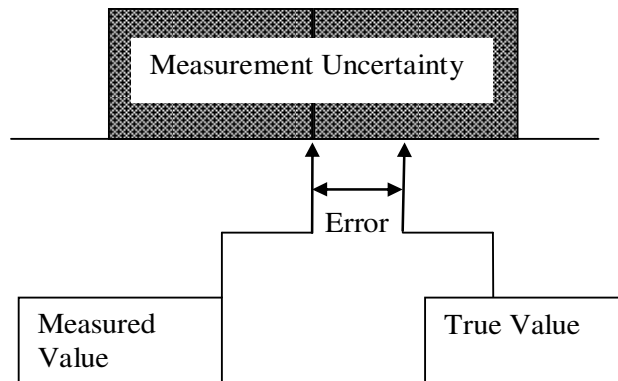 Measurement Uncertainty
Error
Measured
Value
True Value